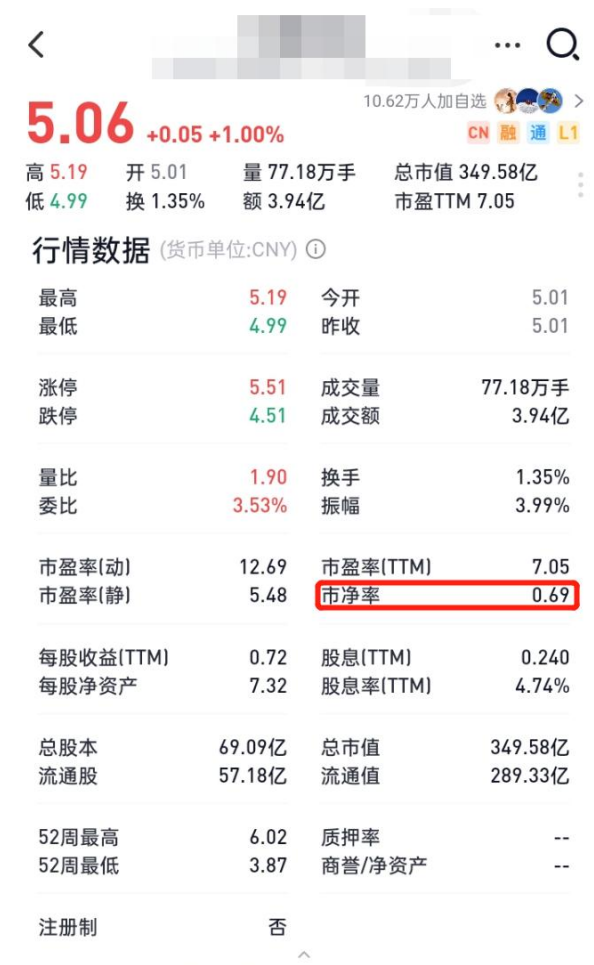 10.62万人加自选
5.06 +0.05 +1.00% CN 融 通 L1
高 5.19 开 5.01 量 77.18万手 总市值 349.58亿
低 4.99 换 1.35% 额 3.94亿 市盈TTM 7.05
行情数据 (货币单位:CNY)
最高 5.19 今开 5.01
最低 4.99 昨收 5.01
涨停 5.51 成交量 77.18万手
跌停 4.51 成交额 3.94亿
量比 1.90 换手 1.35%
委比 3.53% 振幅 3.99%
市盈率(动) 12.69 市盈率(TTM) 7.05
市盈率(静) 5.48 市净率 0.69
每股收益(TTM) 0.72 股息(TTM) 0.240
每股净资产 7.32 股息率(TTM) 4.74%
总股本 69.09亿 总市值 349.58亿
流通股 57.18亿 流通值 289.33亿
52周最高 6.02 质押率 --
52周最低 3.87 商誉/净资产 --
注册制 否